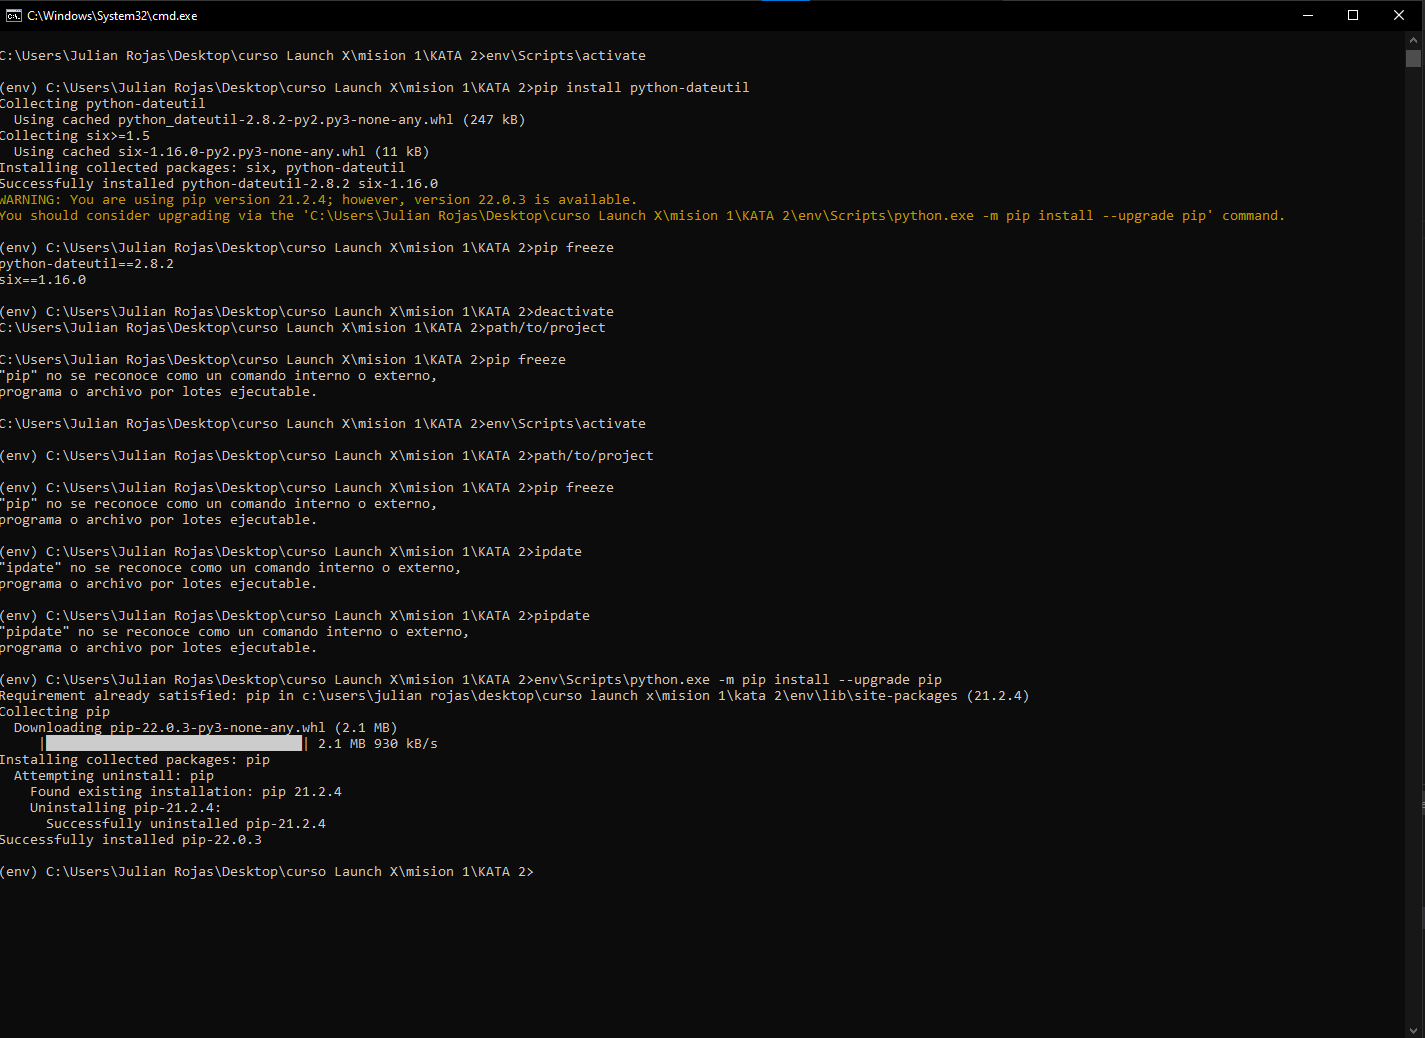 C:\Windows\System32\cmd.exe
C:\Users\Julian Rojas\Desktop\curso Launch X\mision 1\KATA 2>env\Scripts\activate
(env) C:\Users\Julian Rojas\Desktop\curso Launch X\mision 1\KATA 2>pip install python-dateutil
Collecting python-dateutil
  Using cached python_dateutil-2.8.2-py2.py3-none-any.whl (247 kB)
Collecting six>=1.5
  Using cached six-1.16.0-py2.py3-none-any.whl (11 kB)
Installing collected packages: six, python-dateutil
Successfully installed python-dateutil-2.8.2 six-1.16.0
WARNING: You are using pip version 21.2.4; however, version 22.0.3 is available.
You should consider upgrading via the 'C:\Users\Julian Rojas\Desktop\curso Launch X\mision 1\KATA 2\env\Scripts\python.exe -m pip install --upgrade pip' command.
(env) C:\Users\Julian Rojas\Desktop\curso Launch X\mision 1\KATA 2>pip freeze
python-dateutil==2.8.2
six==1.16.0
(env) C:\Users\Julian Rojas\Desktop\curso Launch X\mision 1\KATA 2>deactivate
C:\Users\Julian Rojas\Desktop\curso Launch X\mision 1\KATA 2>path/to/project
C:\Users\Julian Rojas\Desktop\curso Launch X\mision 1\KATA 2>pip freeze
"pip" no se reconoce como un comando interno o externo,
programa o archivo por lotes ejecutable.
C:\Users\Julian Rojas\Desktop\curso Launch X\mision 1\KATA 2>env\Scripts\activate
(env) C:\Users\Julian Rojas\Desktop\curso Launch X\mision 1\KATA 2>path/to/project
(env) C:\Users\Julian Rojas\Desktop\curso Launch X\mision 1\KATA 2>pip freeze
"pip" no se reconoce como un comando interno o externo,
programa o archivo por lotes ejecutable.
(env) C:\Users\Julian Rojas\Desktop\curso Launch X\mision 1\KATA 2>ipdate
"ipdate" no se reconoce como un comando interno o externo,
programa o archivo por lotes ejecutable.
(env) C:\Users\Julian Rojas\Desktop\curso Launch X\mision 1\KATA 2>pipdate
"pipdate" no se reconoce como un comando interno o externo,
programa o archivo por lotes ejecutable.
(env) C:\Users\Julian Rojas\Desktop\curso Launch X\mision 1\KATA 2>env\Scripts\python.exe -m pip install --upgrade pip
Requirement already satisfied: pip in c:\users\julian rojas\desktop\curso launch x\mision 1\kata 2\env\lib\site-packages (21.2.4)
Collecting pip
  Downloading pip-22.0.3-py3-none-any.whl (2.1 MB)
     |████████████████████████████████| 2.1 MB 930 kB/s
Installing collected packages: pip
  Attempting uninstall: pip
    Found existing installation: pip 21.2.4
    Uninstalling pip-21.2.4:
      Successfully uninstalled pip-21.2.4
Successfully installed pip-22.0.3
(env) C:\Users\Julian Rojas\Desktop\curso Launch X\mision 1\KATA 2>